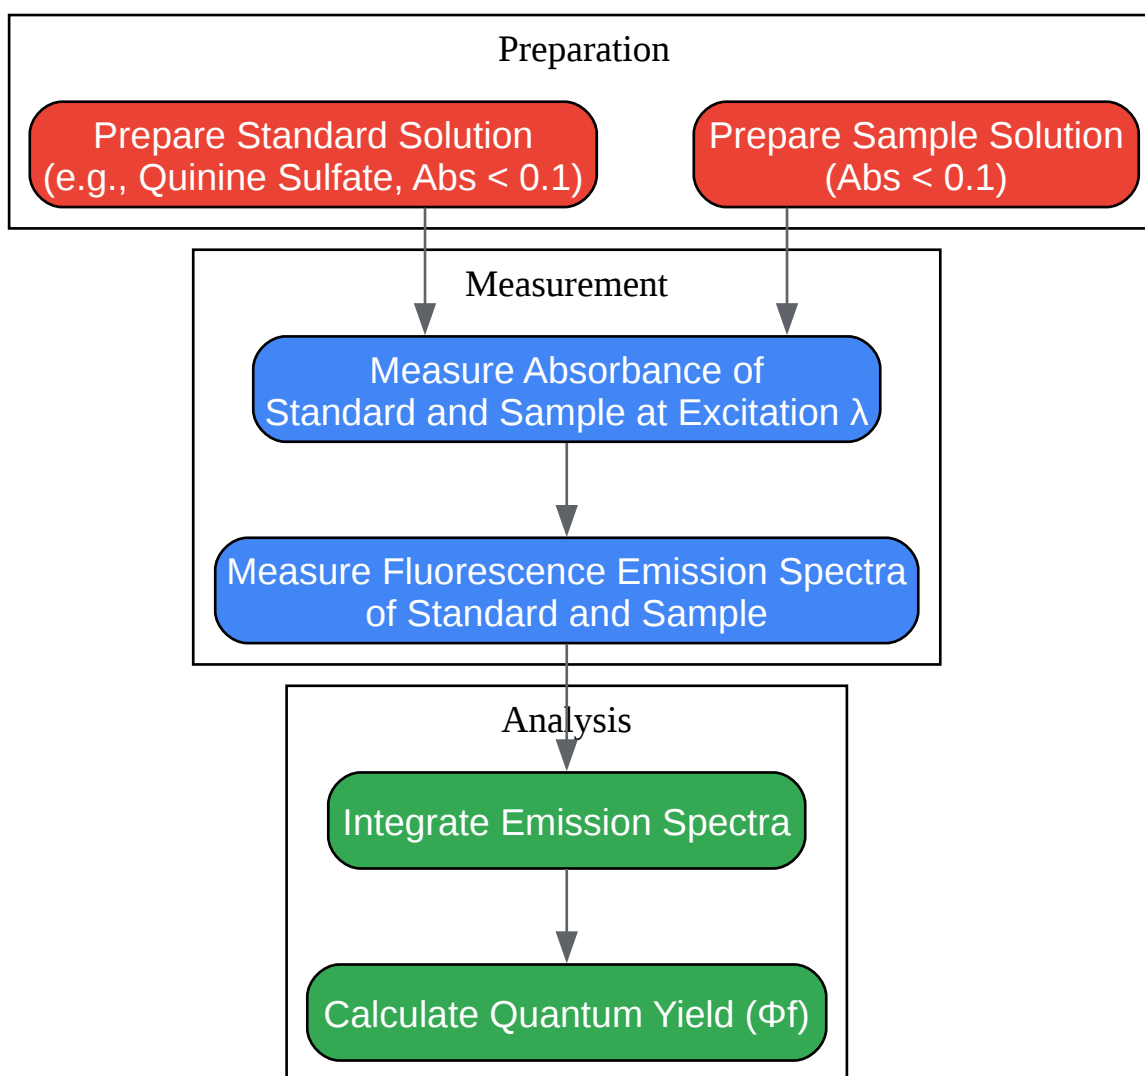 Preparation
Prepare Standard Solution
(e.g., Quinine Sulfate, Abs < 0.1)
Prepare Sample Solution
(Abs < 0.1)
Measurement
Measure Absorbance of
Standard and Sample at Excitation λ
Measure Fluorescence Emission Spectra
of Standard and Sample
Analysis
Integrate Emission Spectra
Calculate Quantum Yield (Φf)